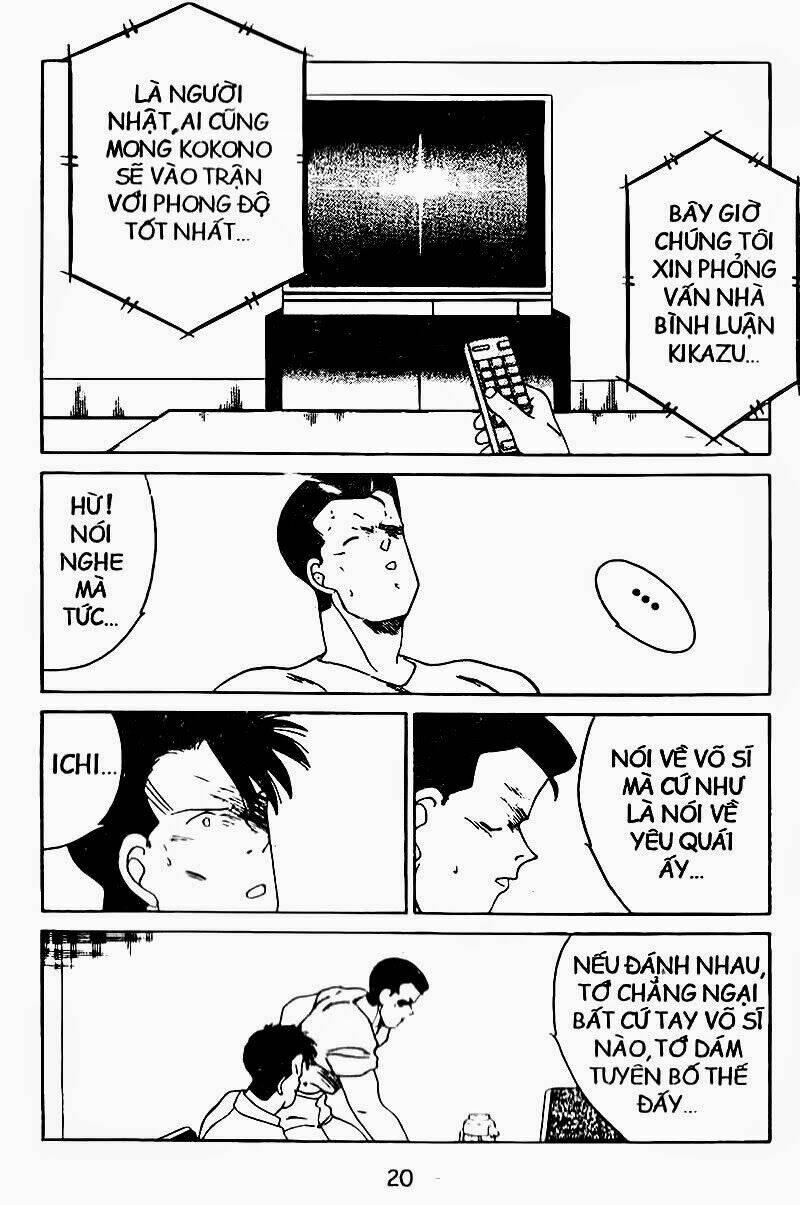 LÀ NGƯỜI
NHẬT, AI CŨNG
MONG KOKONO
SẼ VÀO TRẬN
VỚI PHONG ĐỘ
TỐT NHẤT...
BÂY GIỜ
CHÚNG TÔI
XIN PHỎNG
VẤN NHÀ
BÌNH LUẬN
KIKAZU...
HỪ!
NÓI
NGHE
MÀ
TỨC...
...
ICHI...
NÓI VỀ VÕ SĨ
MÀ CỨ NHƯ
LÀ NÓI VỀ
YÊU QUÁI
ẤY...
NẾU ĐÁNH NHAU,
TỚ CHẲNG NGẠI
BẤT CỨ TAY VÕ SĨ
NÀO, TỚ DÁM
TUYÊN BỐ THẾ
ĐẤY...
20